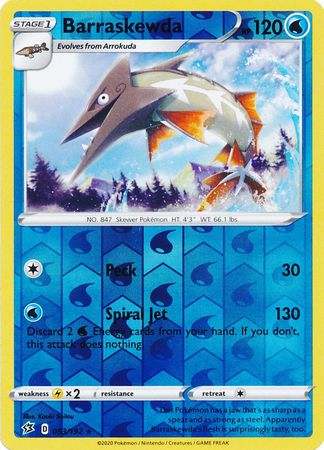 STAGE 1 Barraskewda HP 120
Evolves from Arrokuda
NO. 847 Skewer Pokémon HT: 4'3" WT: 66.1 lbs
Peck 30
Spiral Jet 130
Discard 2 Energy cards from your hand. If you don't,
this attack does nothing.
weakness ×2 resistance retreat
Illus. Kouki Saitou
D 053/192 ★
This Pokémon has a jaw that's as sharp as a
spear and as strong as steel. Apparently
Barraskewda's flesh is surprisingly tasty, too.
©2020 Pokémon / Nintendo / Creatures / GAME FREAK